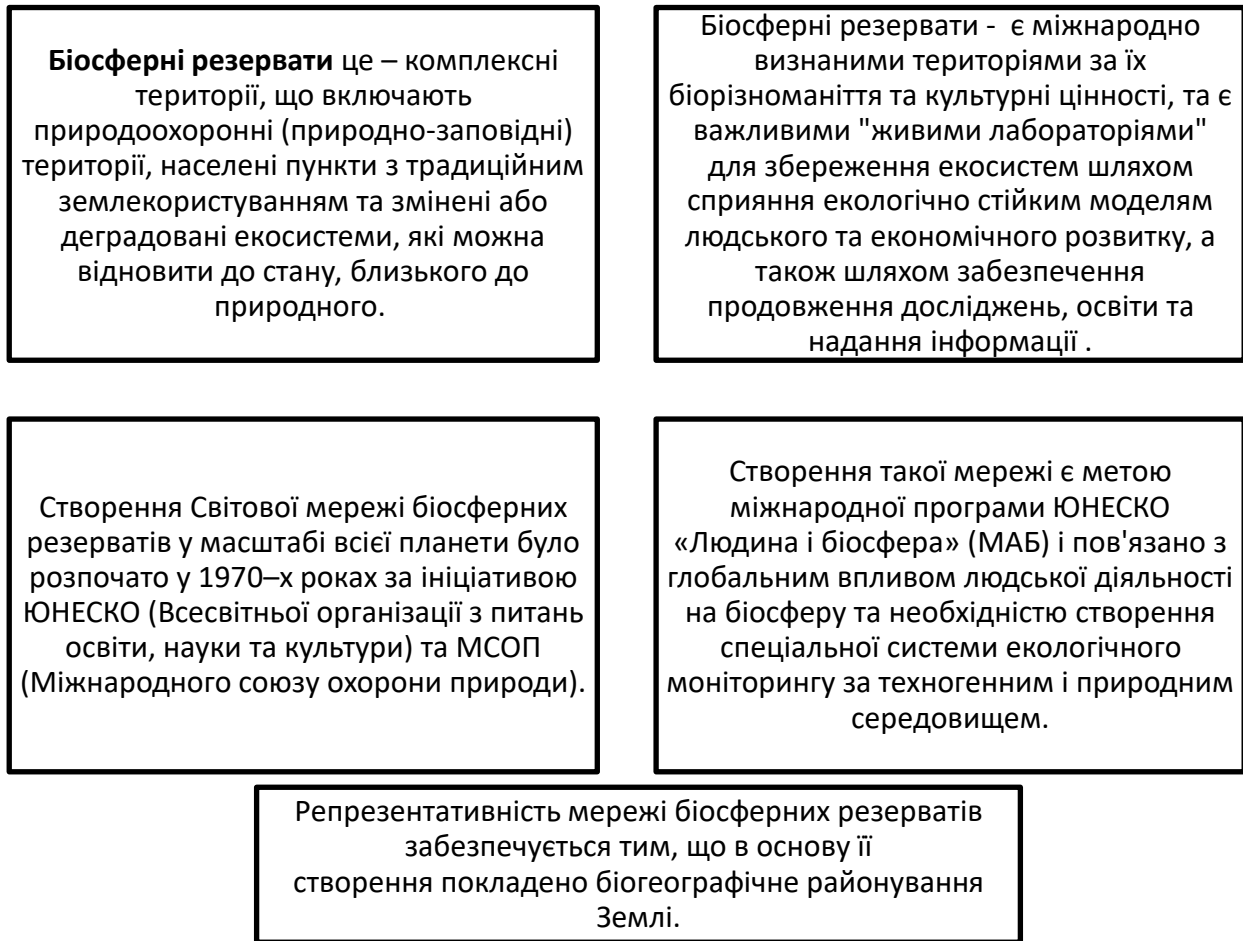 Біосферні резервати це – комплексні
території, що включають
природоохоронні (природно-заповідні)
території, населені пункти з традиційним
землекористуванням та змінені або
деградовані екосистеми, які можна
відновити до стану, близького до
природного.
Біосферні резервати -  є міжнародно
визнаними територіями за їх
біорізноманіття та культурні цінності, та є
важливими "живими лабораторіями"
для збереження екосистем шляхом
сприяння екологічно стійким моделям
людського та економічного розвитку, а
також шляхом забезпечення
продовження досліджень, освіти та
надання інформації .
Створення Світової мережі біосферних
резерватів у масштабі всієї планети було
розпочато у 1970–х роках за ініціативою
ЮНЕСКО (Всесвітньої організації з питань
освіти, науки та культури) та МСОП
(Міжнародного союзу охорони природи).
Створення такої мережі є метою
міжнародної програми ЮНЕСКО
«Людина і біосфера» (МАБ) і пов'язано з
глобальним впливом людської діяльності
на біосферу та необхідністю створення
спеціальної системи екологічного
моніторингу за техногенним і природним
середовищем.
Репрезентативність мережі біосферних резерватів
забезпечується тим, що в основу її
створення покладено біогеографічне районування
Землі.